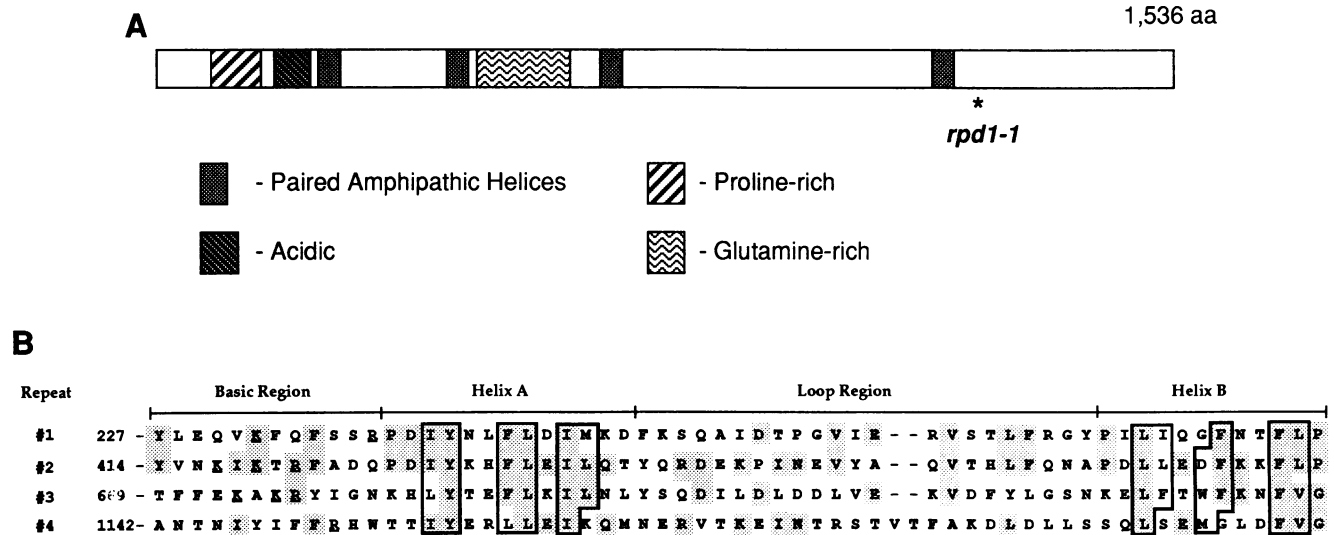 A
1,536 aa
*
rpd1-1
- Paired Amphipathic Helices
- Proline-rich
- Acidic
- Glutamine-rich
B
Repeat Basic Region Helix A Loop Region Helix B
#1 227 - Y L E Q V K F Q F S S R P D I Y N L F L D I M K D F K S Q A I D T P G V I E - - R V S T L F R G Y P I L I Q G F N T F L P
#2 414 - Y V N K I K T R F A D Q P D I Y K H F L E I L Q T Y Q R D E K P I N E V Y A - - Q V T H L F Q N A P D L L E D F K K F L P
#3 669 - T F F E K A K R Y I G N K H L Y T E F L K I L N L Y S Q D I L D L D D L V E - - K V D F Y L G S N K E L F T W F K N F V G
#4 1142- A N T N I Y I F F R H W T T I Y E R L L E I K Q M N E R V T K E I N T R S T V T F A K D L D L L S S Q L S E M G L D F V G